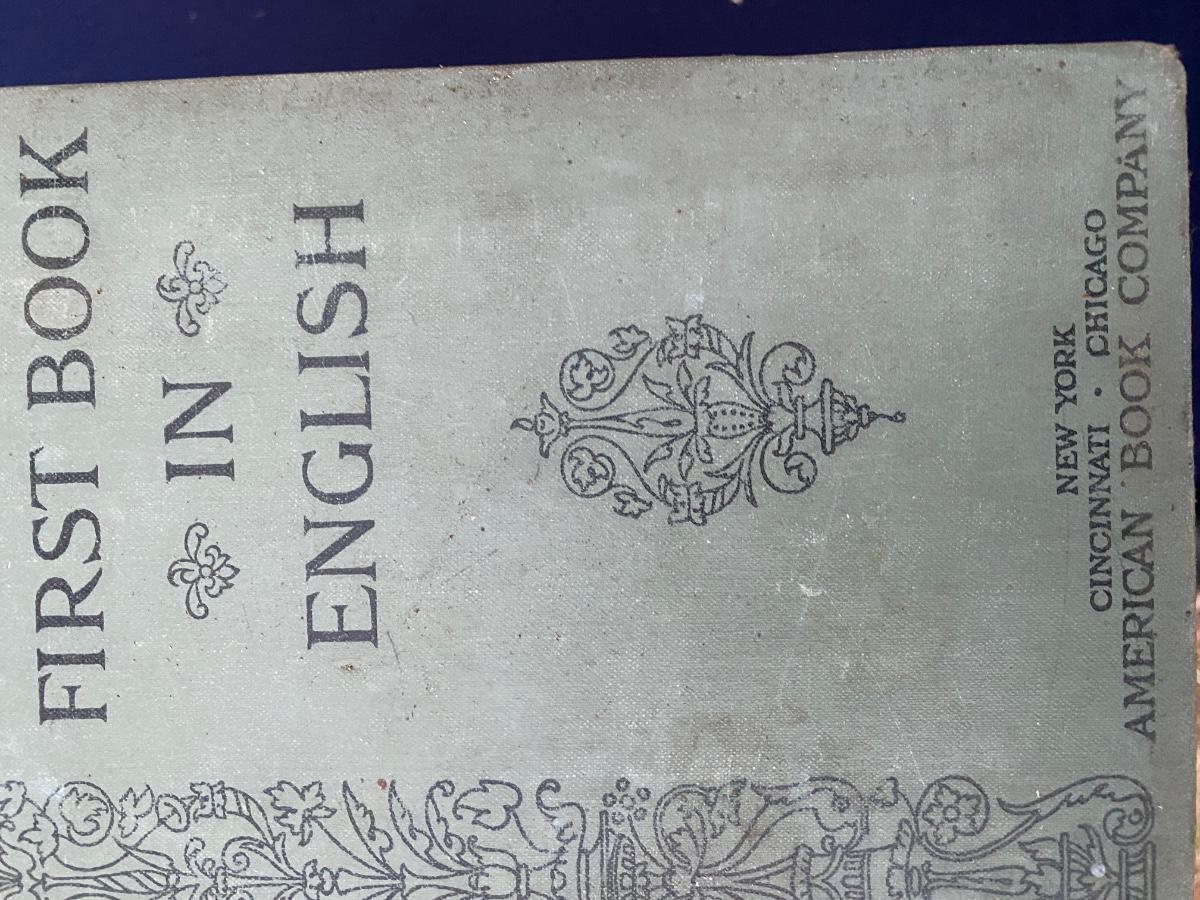 FIRST BOOK
IN
ENGLISH
NEW YORK
CINCINNATI · CHICAGO
AMERICAN BOOK COMPANY